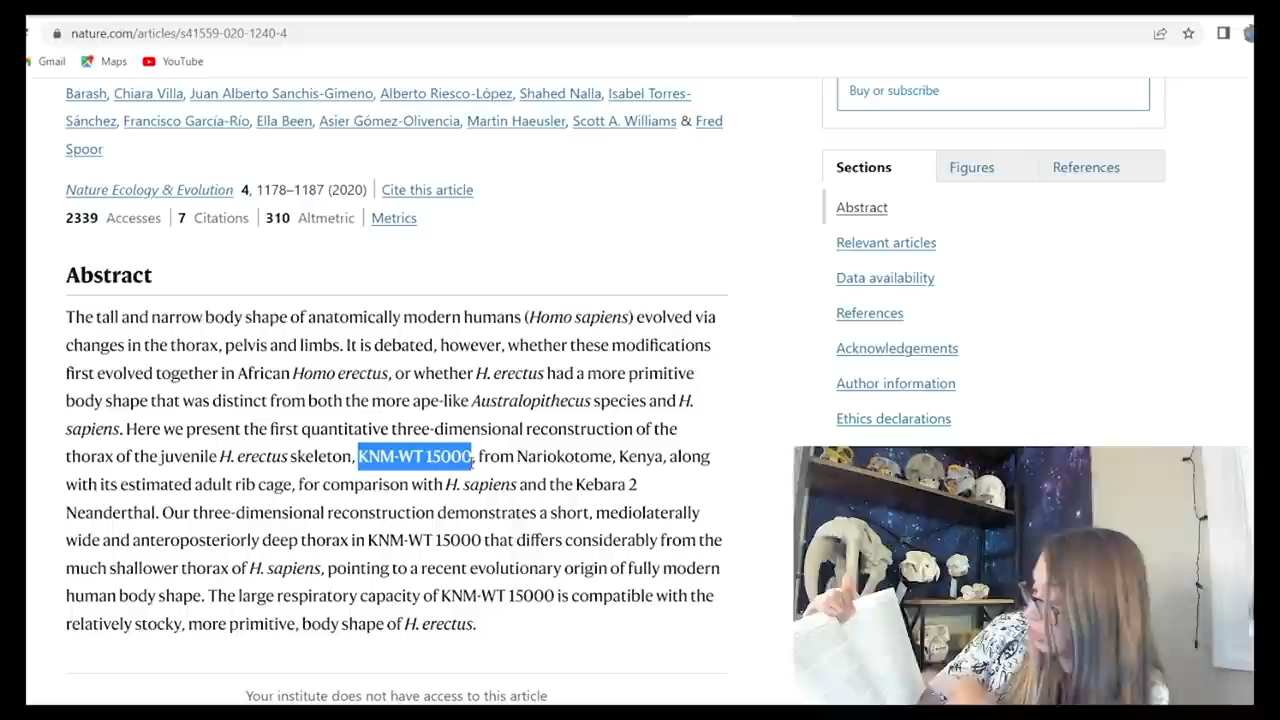 nature.com/articles/s41559-020-1240-4
Gmail Maps YouTube
Barash, Chiara Villa, Juan Alberto Sanchis-Gimeno, Alberto Riesco-López, Shahed Nalla, Isabel Torres-
Sánchez, Francisco García-Río, Ella Been, Asier Gómez-Olivencia, Martin Haeusler, Scott A. Williams & Fred
Spoor
Nature Ecology & Evolution 4, 1178–1187 (2020) Cite this article
2339 Accesses 7 Citations 310 Altmetric Metrics
Abstract
The tall and narrow body shape of anatomically modern humans (Homo sapiens) evolved via
changes in the thorax, pelvis and limbs. It is debated, however, whether these modifications
first evolved together in African Homo erectus, or whether H. erectus had a more primitive
body shape that was distinct from both the more ape-like Australopithecus species and H.
sapiens. Here we present the first quantitative three-dimensional reconstruction of the
thorax of the juvenile H. erectus skeleton, KNM-WT 15000, from Nariokotome, Kenya, along
with its estimated adult rib cage, for comparison with H. sapiens and the Kebara 2
Neanderthal. Our three-dimensional reconstruction demonstrates a short, mediolaterally
wide and anteroposteriorly deep thorax in KNM-WT 15000 that differs considerably from the
much shallower thorax of H. sapiens, pointing to a recent evolutionary origin of fully modern
human body shape. The large respiratory capacity of KNM-WT 15000 is compatible with the
relatively stocky, more primitive, body shape of H. erectus.
Your institute does not have access to this article
Buy or subscribe
Sections Figures References
Abstract
Relevant articles
Data availability
References
Acknowledgements
Author information
Ethics declarations